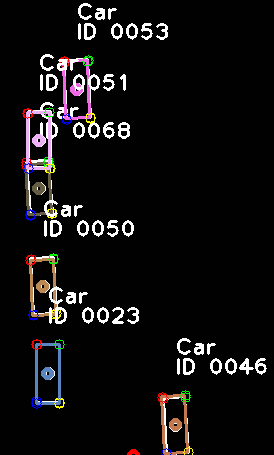 Car
ID 0053
Car
ID 0051
Car
ID 0068
Car
ID 0050
Car
ID 0023
Car
ID 0046